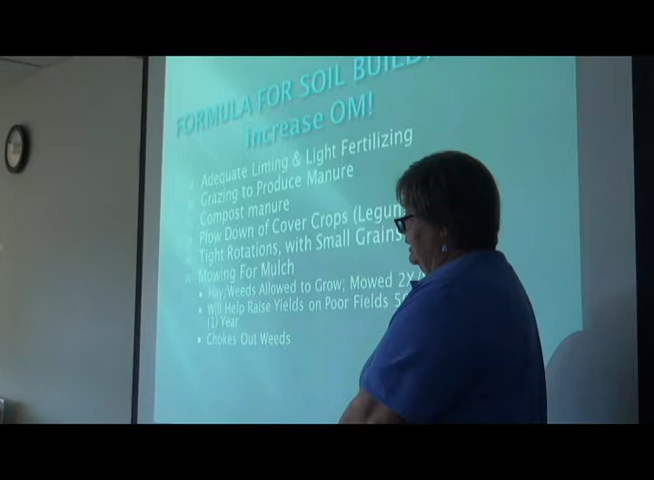 FORMULA FOR SOIL BUILD
Increase OM!
Adequate Liming & Light Fertilizing
Grazing to Produce Manure
Compost manure
Plow Down of Cover Crops (Legun
Tight Rotations, with Small Grains
Mowing For Mulch
Hay/Weeds Allowed to Grow; Mowed 2X
Will Help Raise Yields on Poor Fields
(1) Year
Chokes Out Weeds